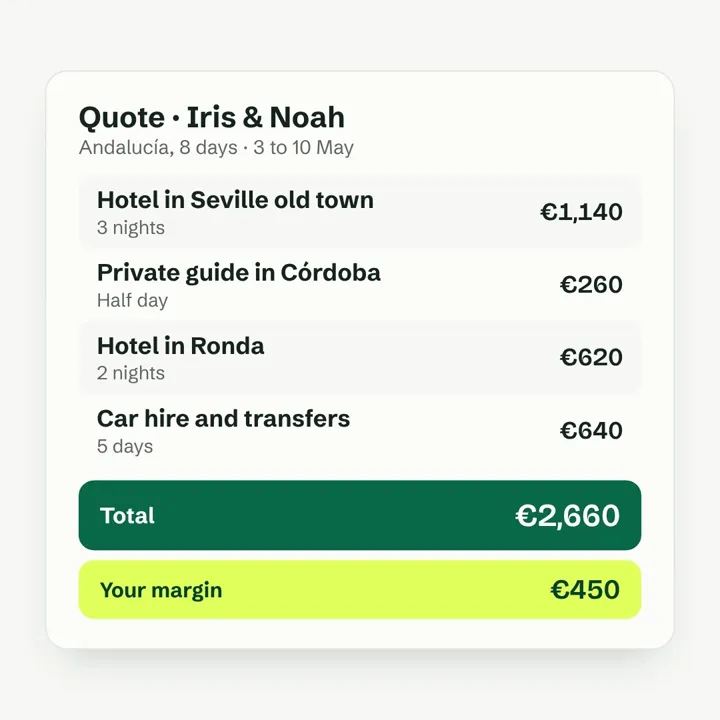 Quote · Iris & Noah
Andalucía, 8 days · 3 to 10 May
Hotel in Seville old town
3 nights
€1,140
Private guide in Córdoba
Half day
€260
Hotel in Ronda
2 nights
€620
Car hire and transfers
5 days
€640
Total
€2,660
Your margin
€450